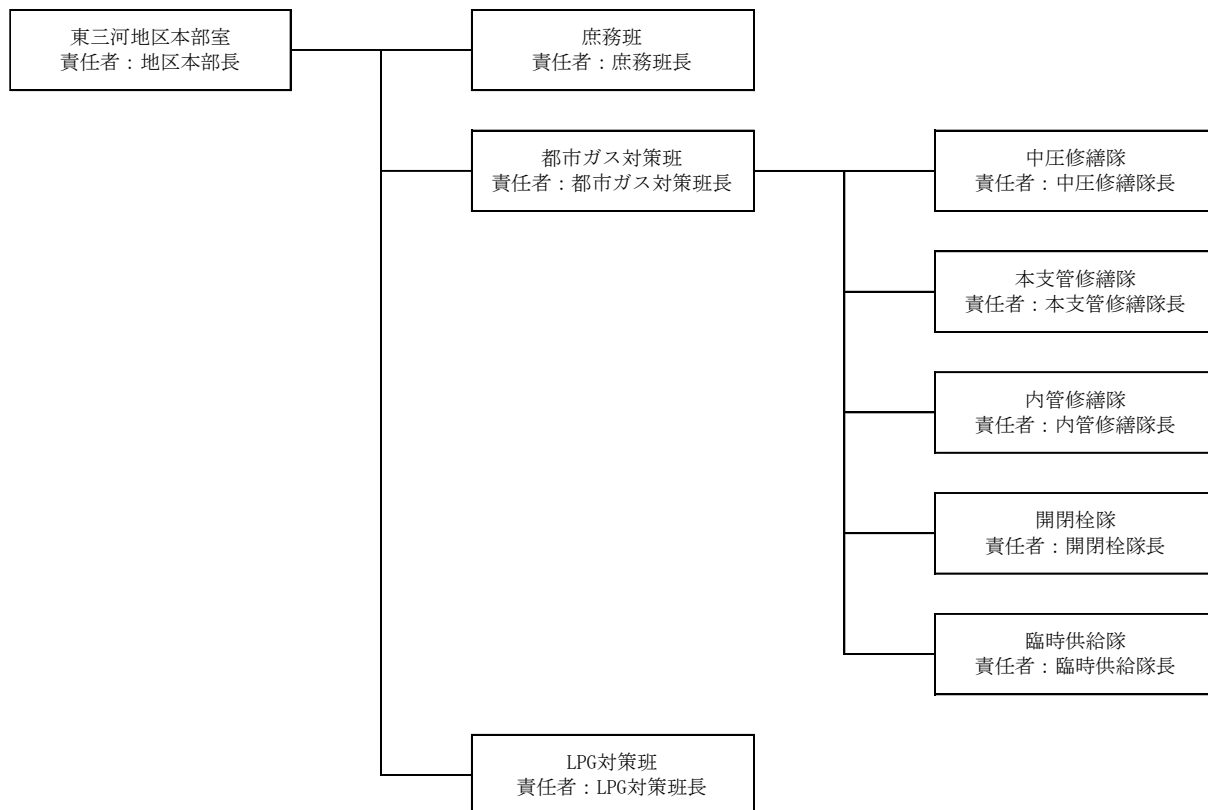 東三河地区本部室
責任者：地区本部長
庶務班
責任者：庶務班長
都市ガス対策班
責任者：都市ガス対策班長
中圧修繕隊
責任者：中圧修繕隊長
本支管修繕隊
責任者：本支管修繕隊長
内管修繕隊
責任者：内管修繕隊長
開閉栓隊
責任者：開閉栓隊長
臨時供給隊
責任者：臨時供給隊長
LPG対策班
責任者：LPG対策班長